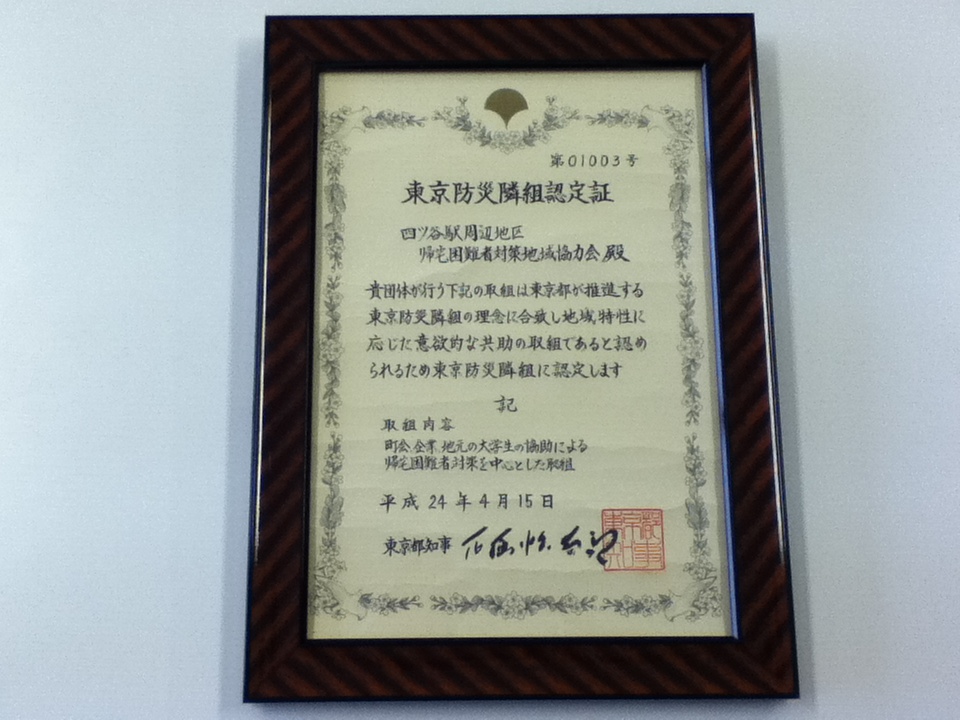 第01003号
東京防災隣組認定証
四ツ谷駅周辺地区
帰宅困難者対策地域協力会 殿
貴団体が行う下記の取組は東京都が推進する
東京防災隣組の理念に合致し地域特性に
応じた意欲的な共助の取組であると認め
られるため東京防災隣組に認定します
記
取組内容
町会、企業、地元の大学生の協助による
帰宅困難者対策を中心とした取組
平成24年4月15日
東京都知事 石原慎太郎